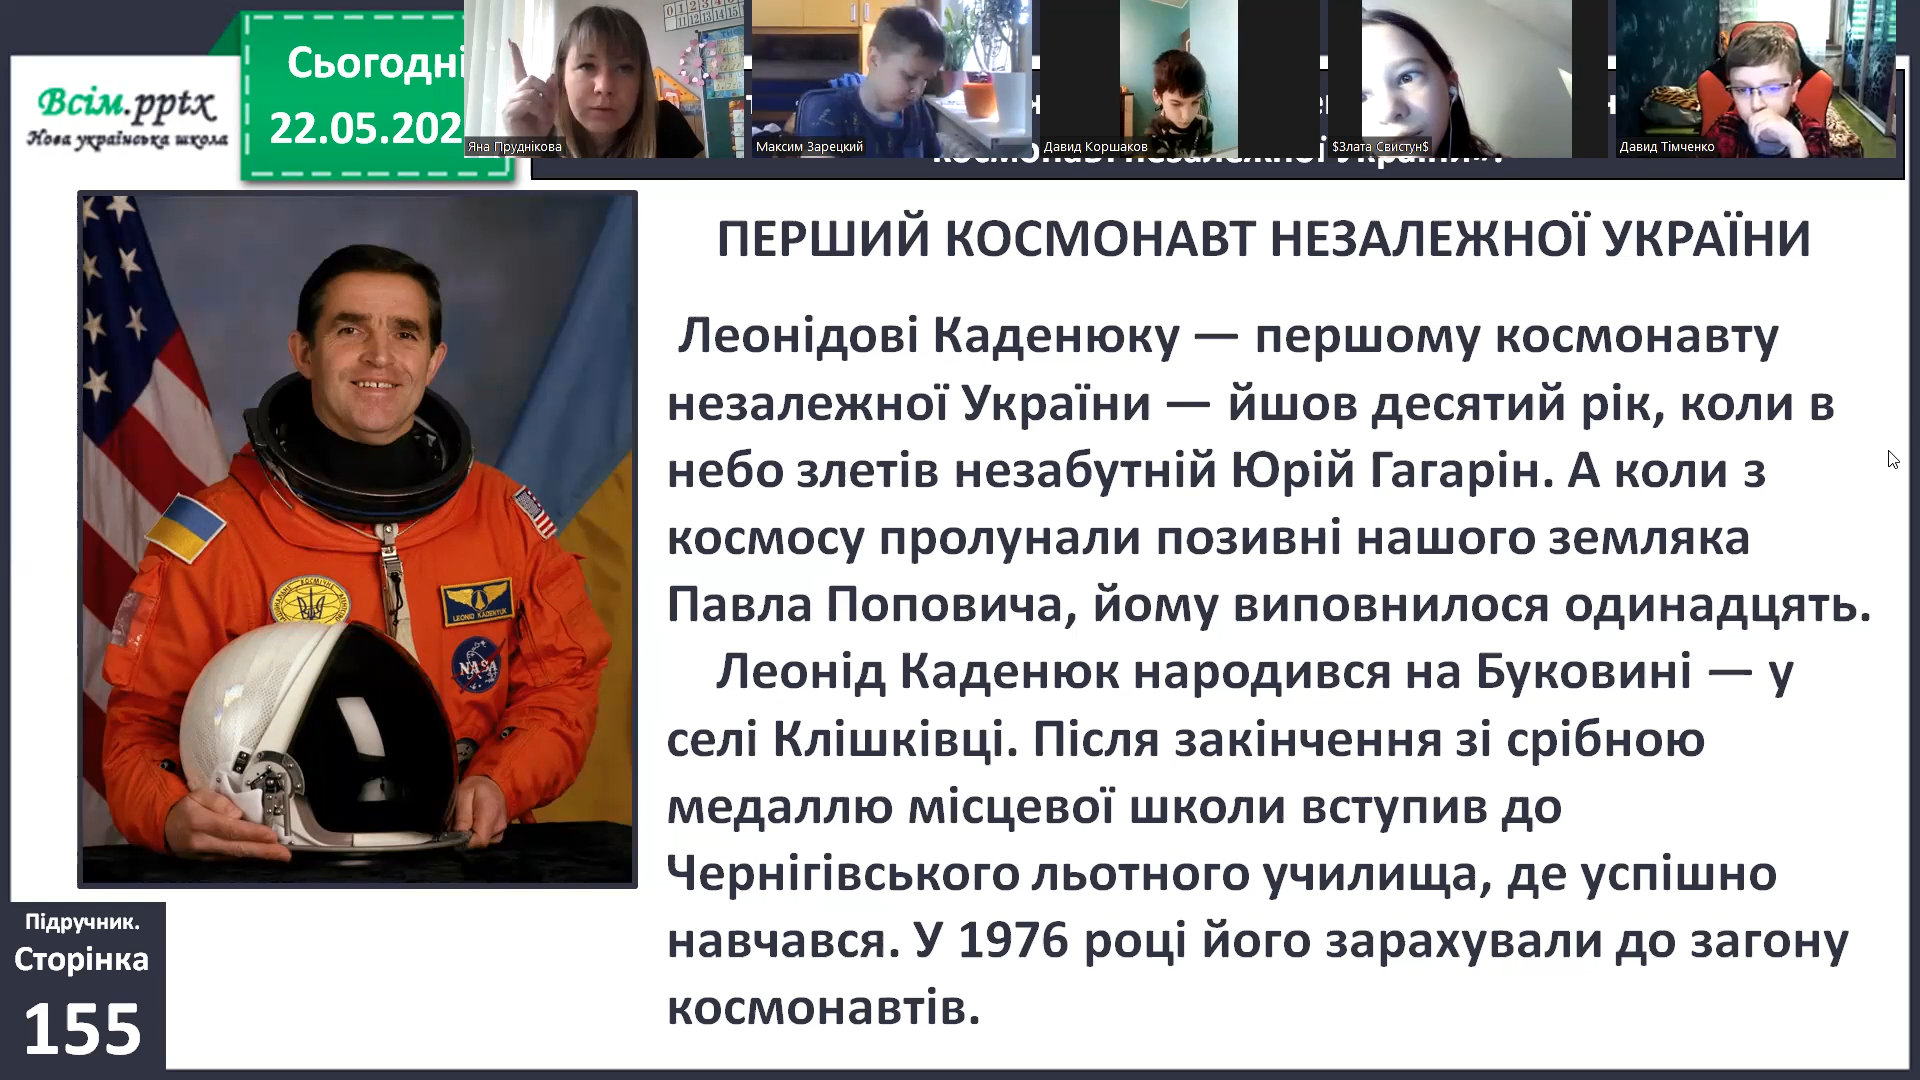 Всім.pptx
Нова українська школа
Сьогодні
22.05.202
Яна Пруднікова
Максим Зарецкий
Давид Коршаков
$Злата Свистун$
Давид Тімченко
ПЕРШИЙ КОСМОНАВТ НЕЗАЛЕЖНОЇ УКРАЇНИ
Леонідові Каденюку — першому космонавту
незалежної України — йшов десятий рік, коли в
небо злетів незабутній Юрій Гагарін. А коли з
космосу пролунали позивні нашого земляка
Павла Поповича, йому виповнилося одинадцять.
Леонід Каденюк народився на Буковині — у
селі Клішківці. Після закінчення зі срібною
медаллю місцевої школи вступив до
Чернігівського льотного училища, де успішно
навчався. У 1976 році його зарахували до загону
космонавтів.
LEONID KADENYUK
NASA
Підручник.
Сторінка
155